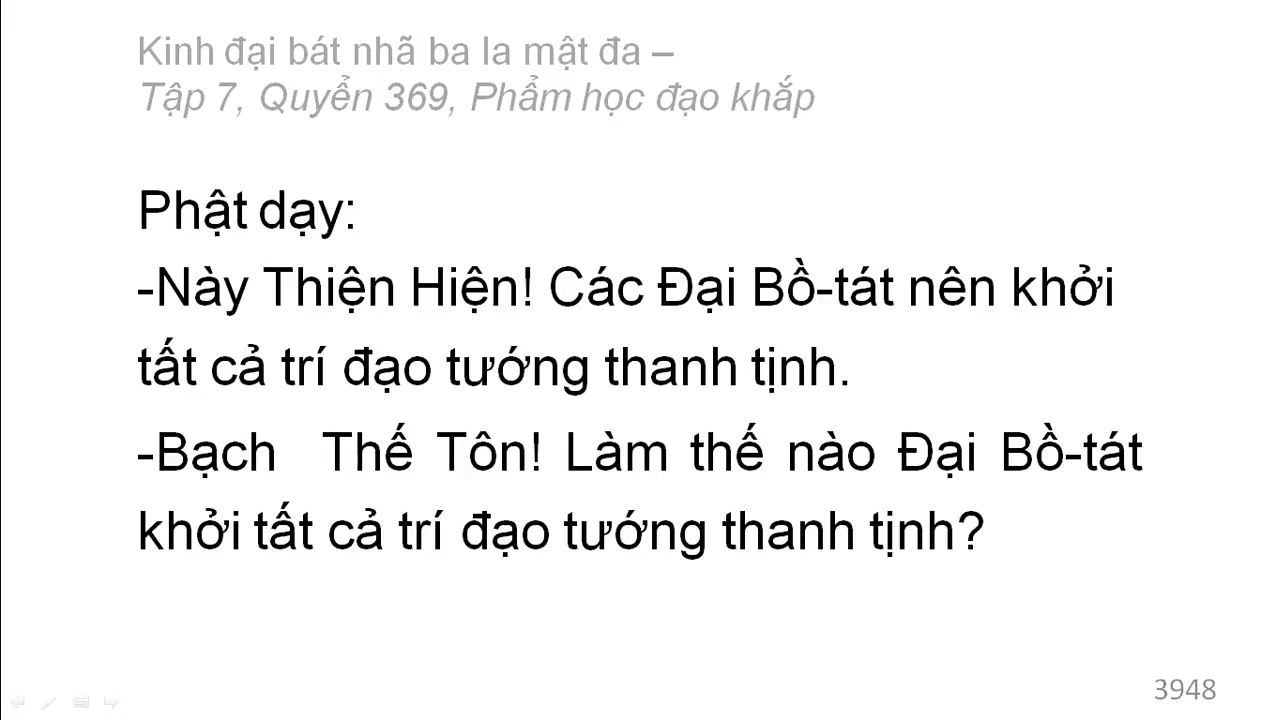 Kinh đại bát nhã ba la mật đa –
Tập 7, Quyển 369, Phẩm học đạo khắp
Phật dạy:
-Này Thiện Hiện! Các Đại Bồ-tát nên khởi
tất cả trí đạo tướng thanh tịnh.
-Bạch Thế Tôn! Làm thế nào Đại Bồ-tát
khởi tất cả trí đạo tướng thanh tịnh?
3948